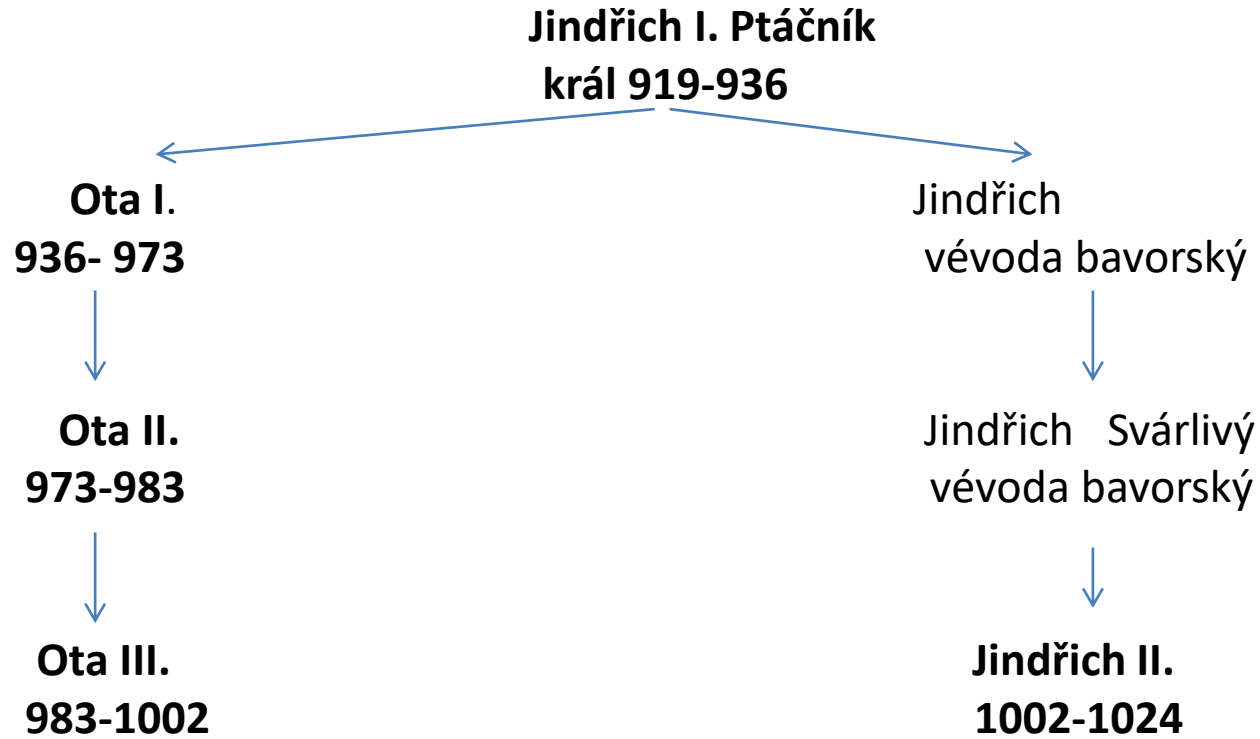 Jindřich I. Ptáčník
král 919-936
Ota I.
936- 973
Jindřich
vévoda bavorský
Ota II.
973-983
Jindřich Svárlivý
vévoda bavorský
Ota III.
983-1002
Jindřich II.
1002-1024